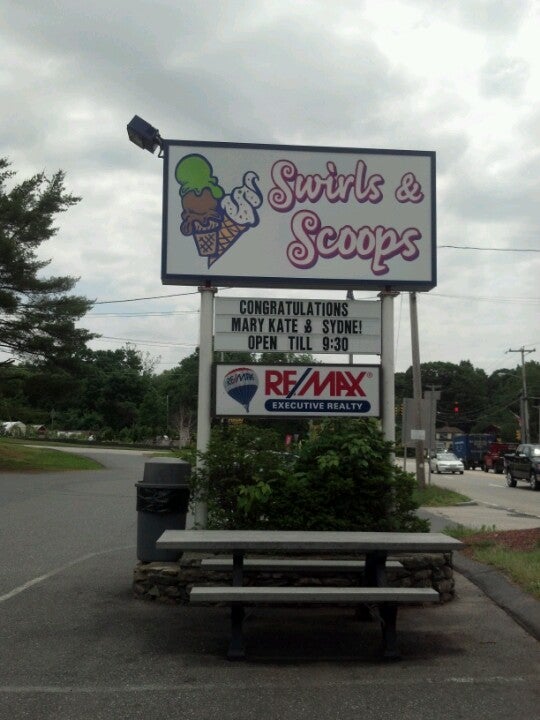 Swirls &
Scoops
CONGRATULATIONS
MARY KATE & SYDNE!
OPEN TILL 9:30
RE/MAX
RE/MAX®
EXECUTIVE REALTY